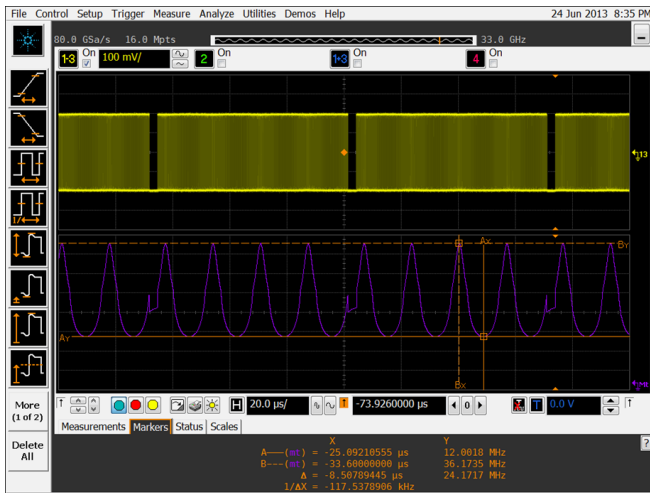 File Control Setup Trigger Measure Analyze Utilities Demos Help 24 Jun 2013 8:35 PM
80.0 GSa/s 16.0 Mpts 33.0 GHz
1-3 On 100 mV/ 2 On 1+3 On 4 On
13
Ax
By
Ay
Bx
More
(1 of 2)
Delete
All
H 20.0 µs/ -73.9260000 µs 0 T 0.0 V
Measurements Markers Status Scales
X Y
A——(mt) = -25.09210555 µs 12.0018 MHz
B---(mt) = -33.60000000 µs 36.1735 MHz
Δ = -8.50789445 µs 24.1717 MHz
1/ΔX = -117.5378906 kHz
?